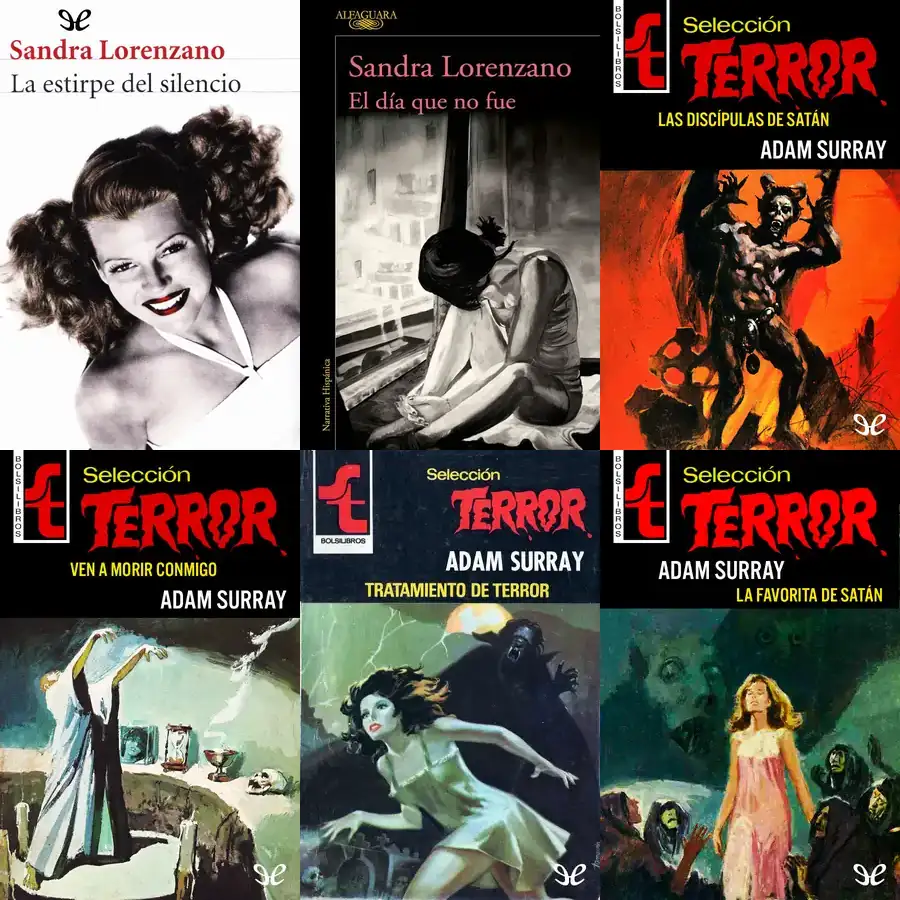 Sandra Lorenzano
La estirpe del silencio
ALFAGUARA
Sandra Lorenzano
El día que no fue
Narrativa Hispánica
BOLSILIBROS
Selección
TERROR
LAS DISCÍPULAS DE SATÁN
ADAM SURRAY
BOLSILIBROS
Selección
TERROR
VEN A MORIR CONMIGO
ADAM SURRAY
BOLSILIBROS
Selección
TERROR
ADAM SURRAY
TRATAMIENTO DE TERROR
BOLSILIBROS
Selección
TERROR
ADAM SURRAY
LA FAVORITA DE SATÁN